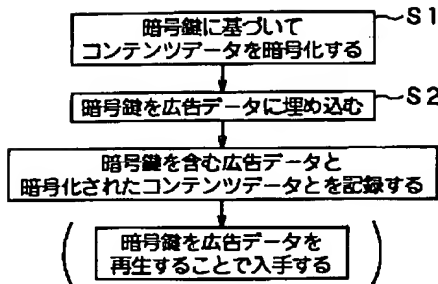 暗号鍵に基づいて
コンテンツデータを暗号化する
S1
暗号鍵を広告データに埋め込む
S2
暗号鍵を含む広告データと
暗号化されたコンテンツデータとを記録する
暗号鍵を広告データを
再生することで入手する